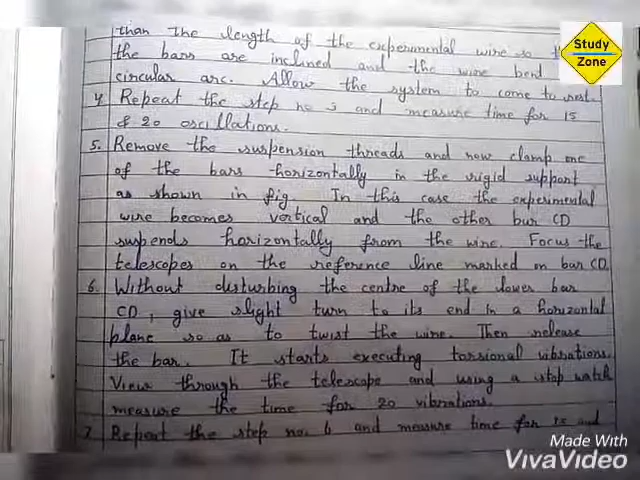 than the length of the experimental wire so
the bars are inclined and the wire bend
circular arc. Allow the system to come to rest.
4. Repeat the step no 3 and measure time for 15
& 20 oscillations.
5. Remove the suspension threads and now clamp one
of the bars horizontally in the rigid support
as shown in fig. In this case the experimental
wire becomes vertical and the other bar CD
suspends horizontally from the wire. Focus the
telescopes on the reference line marked on bar CD.
6. Without disturbing the centre of the lower bar
CD, give slight turn to its end in a horizontal
plane so as to twist the wire. Then release
the bar. It starts executing torsional vibrations.
View through the telescope and using a stop watch
measure the time for 20 vibrations.
7. Repeat the step no. 6 and measure time for 15 and
Study
Zone
Made With
VivaVideo